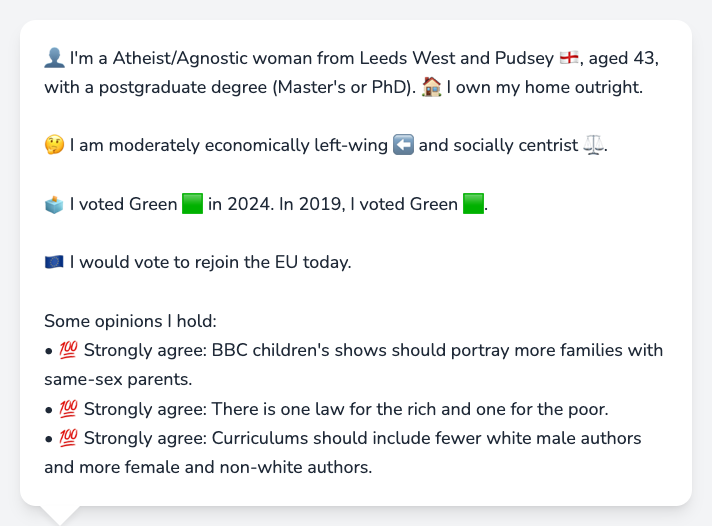 👤 I'm a Atheist/Agnostic woman from Leeds West and Pudsey 🏴󠁧󠁢󠁥󠁮󠁧󠁿, aged 43,
with a postgraduate degree (Master's or PhD). 🏠 I own my home outright.
🤔 I am moderately economically left-wing ⬅️ and socially centrist ⚖️.
🗳️ I voted Green 🟩 in 2024. In 2019, I voted Green 🟩.
🇪🇺 I would vote to rejoin the EU today.
Some opinions I hold:
• 💯 Strongly agree: BBC children's shows should portray more families with
same-sex parents.
• 💯 Strongly agree: There is one law for the rich and one for the poor.
• 💯 Strongly agree: Curriculums should include fewer white male authors
and more female and non-white authors.